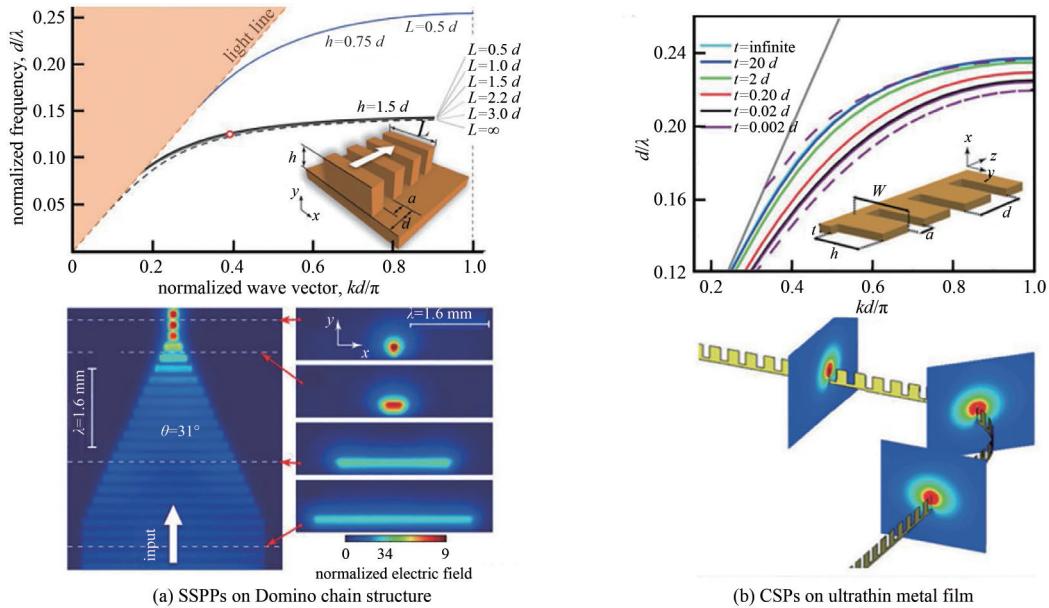 normalized frequency, d/λ
0.25
0.20
0.15
0.10
0.05
0
0.2
0.4
0.6
0.8
1.0
normalized wave vector, kd/π
light line
h=0.75 d
L=0.5 d
h=1.5 d
L=0.5 d
L=1.0 d
L=1.5 d
L=2.2 d
L=3.0 d
L=∞
L
h
y
x
a
d
λ=1.6 mm
θ=31°
input
y
x
λ=1.6 mm
0 34 9
normalized electric field
(a) SSPPs on Domino chain structure
d/λ
0.24
0.20
0.16
0.12
t=infinite
t=20 d
t=2 d
t=0.20 d
t=0.02 d
t=0.002 d
x
z
y
W
d
t
a
h
0.2 0.4 0.6 0.8 1.0
kd/π
(b) CSPs on ultrathin metal film